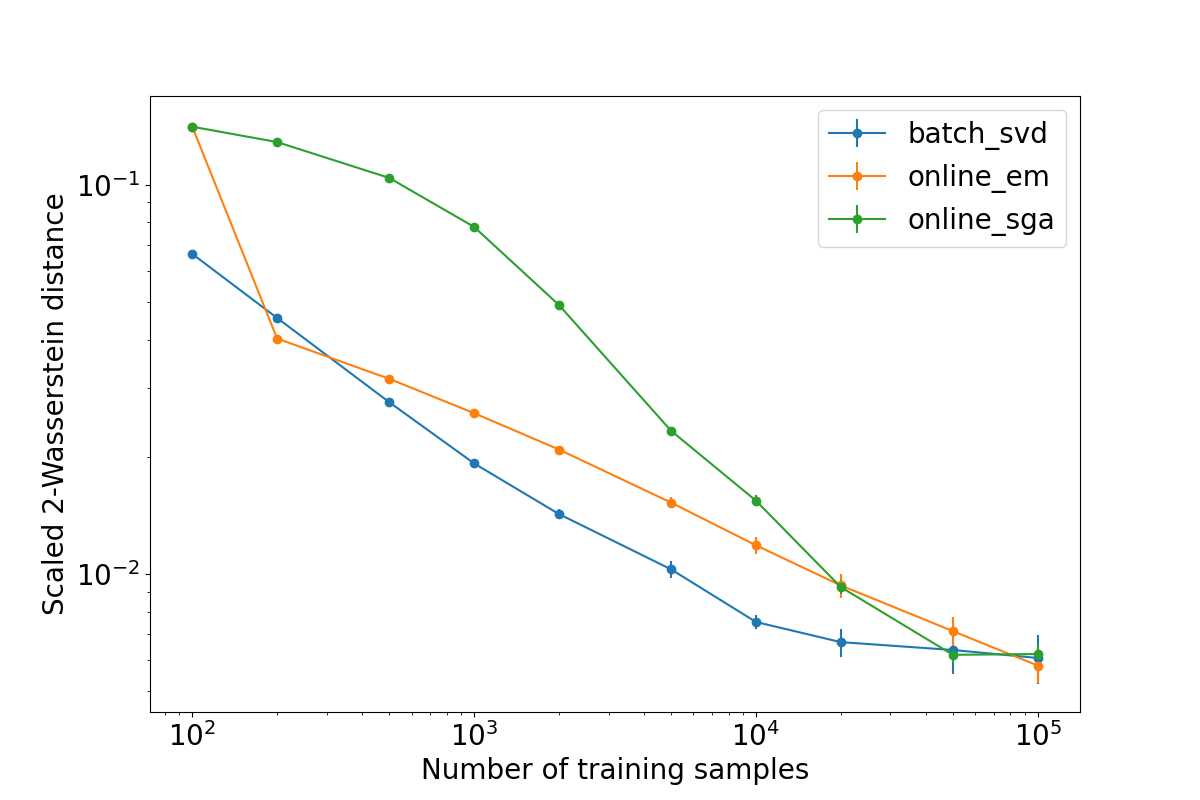 batch_svd
online_em
online_sga
Scaled 2-Wasserstein distance
10⁻¹
10⁻²
10²
10³
10⁴
10⁵
Number of training samples